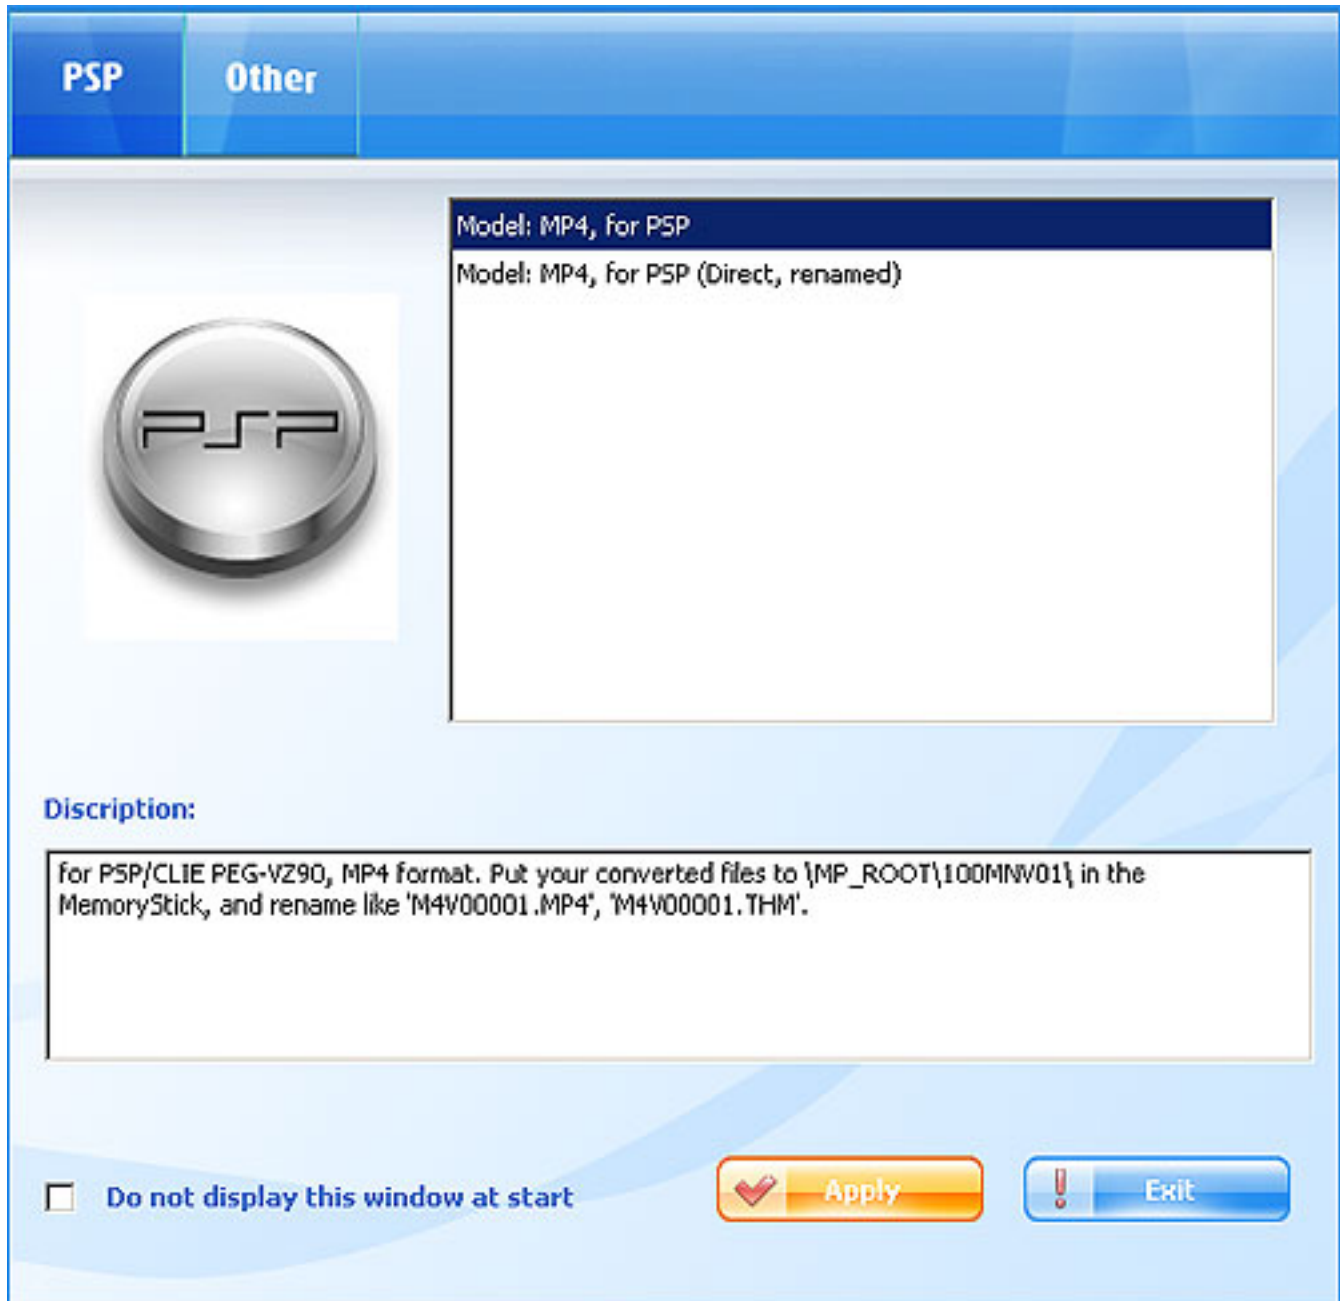 PSP
Other
Model: MP4, for PSP
Model: MP4, for PSP (Direct, renamed)
PSP
Discription:
for PSP/CLIE PEG-VZ90, MP4 format. Put your converted files to \MP_ROOT\100MNV01\ in the
MemoryStick, and rename like 'M4V00001.MP4', 'M4V00001.THM'.
Do not display this window at start
Apply
Exit